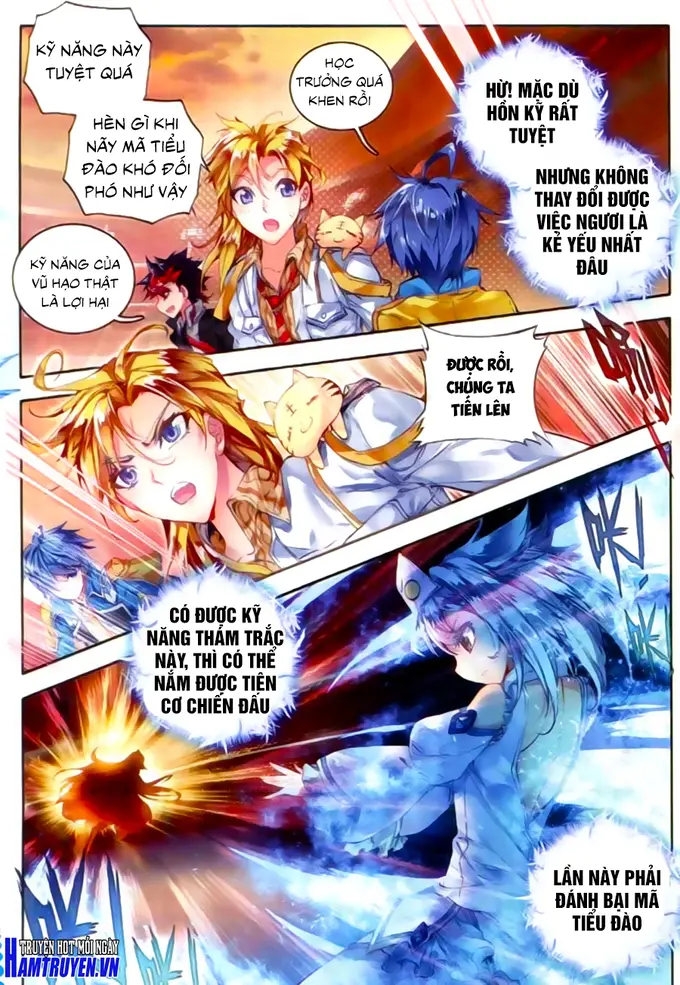 KỸ NĂNG NÀY
TUYỆT QUÁ
HÈN GÌ KHI
NÃY MÃ TIỂU
ĐÀO KHÓ ĐỐI
PHÓ NHƯ VẬY
HỌC
TRƯỞNG QUÁ
KHEN RỒI
HỪ! MẶC DÙ
HỒN KỸ RẤT
TUYỆT
NHƯNG KHÔNG
THAY ĐỔI ĐƯỢC
VIỆC NGƯƠI LÀ
KẺ YẾU NHẤT
ĐÂU
KỸ NĂNG CỦA
VŨ HẠO THẬT
LÀ LỢI HẠI
ĐƯỢC RỒI,
CHÚNG TA
TIẾN LÊN
CÓ ĐƯỢC KỸ
NĂNG THÁM TRẮC
NÀY, THÌ CÓ THỂ
NẮM ĐƯỢC TIÊN
CƠ CHIẾN ĐẤU
LẦN NÀY PHẢI
ĐÁNH BẠI MÃ
TIỂU ĐÀO
TRUYỆN HOT MỖI NGÀY
HAMTRUYEN.VN